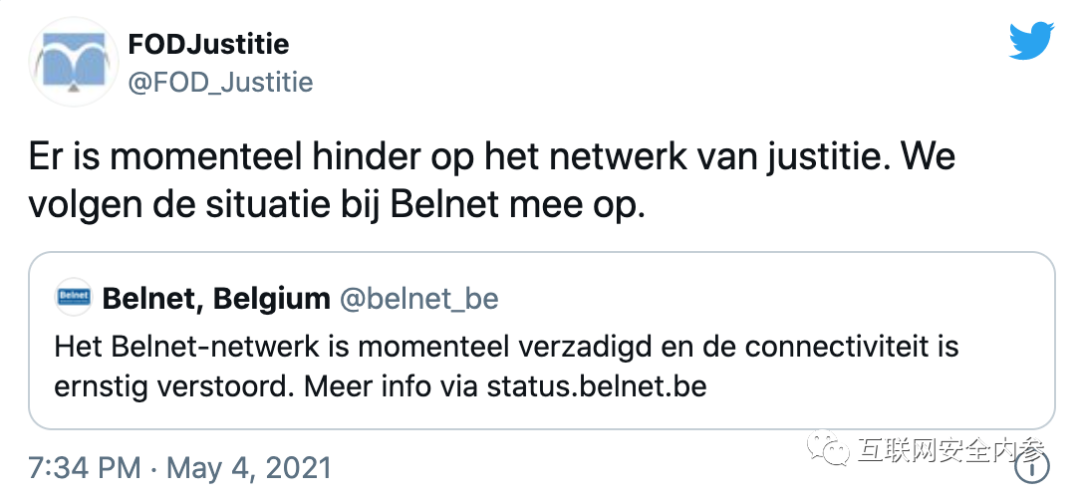 FODJustitie
@FOD_Justitie
Er is momenteel hinder op het netwerk van justitie. We
volgen de situatie bij Belnet mee op.
Belnet
Belnet, Belgium @belnet_be
Het Belnet-netwerk is momenteel verzadigd en de connectiviteit is
ernstig verstoord. Meer info via status.belnet.be
互联网安全内参
7:34 PM · May 4, 2021